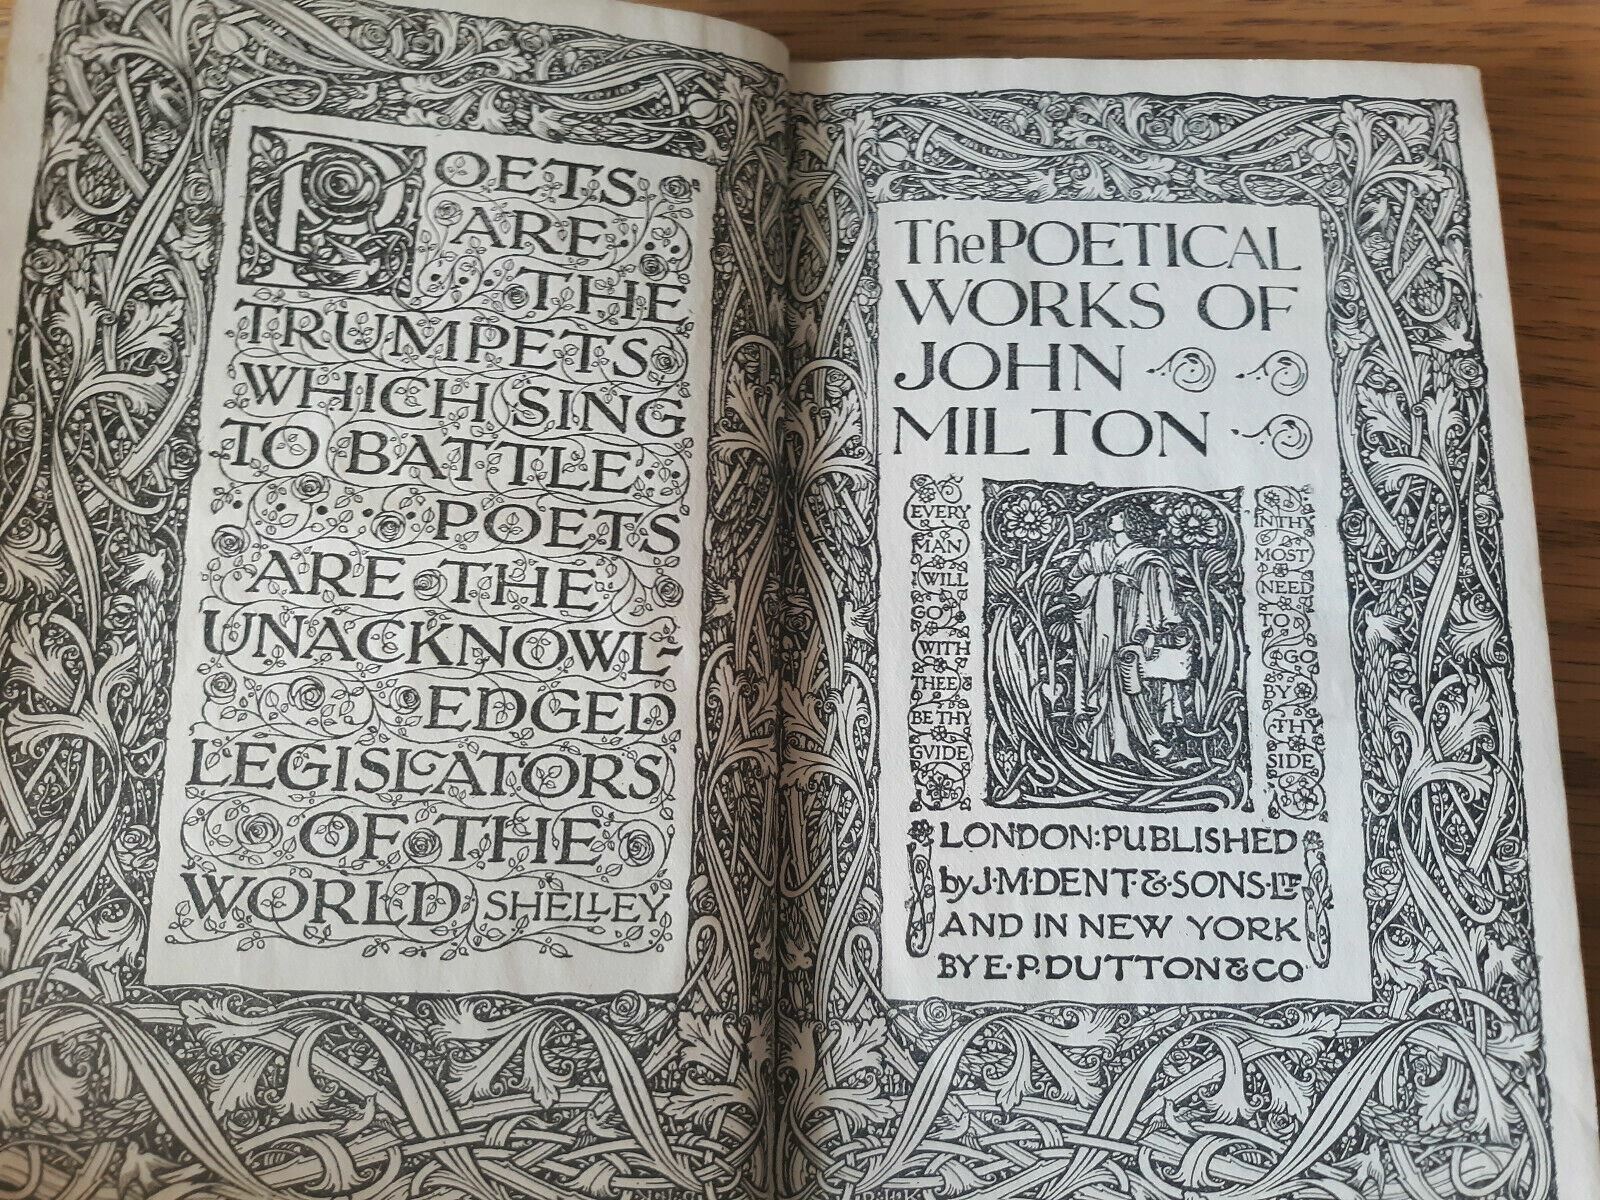 POETS
ARE
THE
TRUMPETS
WHICH SING
TO BATTLE
POETS
ARE THE
UNACKNOWL-
EDGED
LEGISLATORS
OF THE
WORLD SHELLEY
The POETICAL
WORKS OF
JOHN
MILTON
EVERY
MAN
I WILL
GO
WITH
THEE &
BE THY
GVIDE
IN THY
MOST
NEED
TO
GO
BY
THY
SIDE
LONDON: PUBLISHED
by J·M·DENT·&·SONS·LTD
AND IN NEW YORK
BY E·P·DUTTON & CO